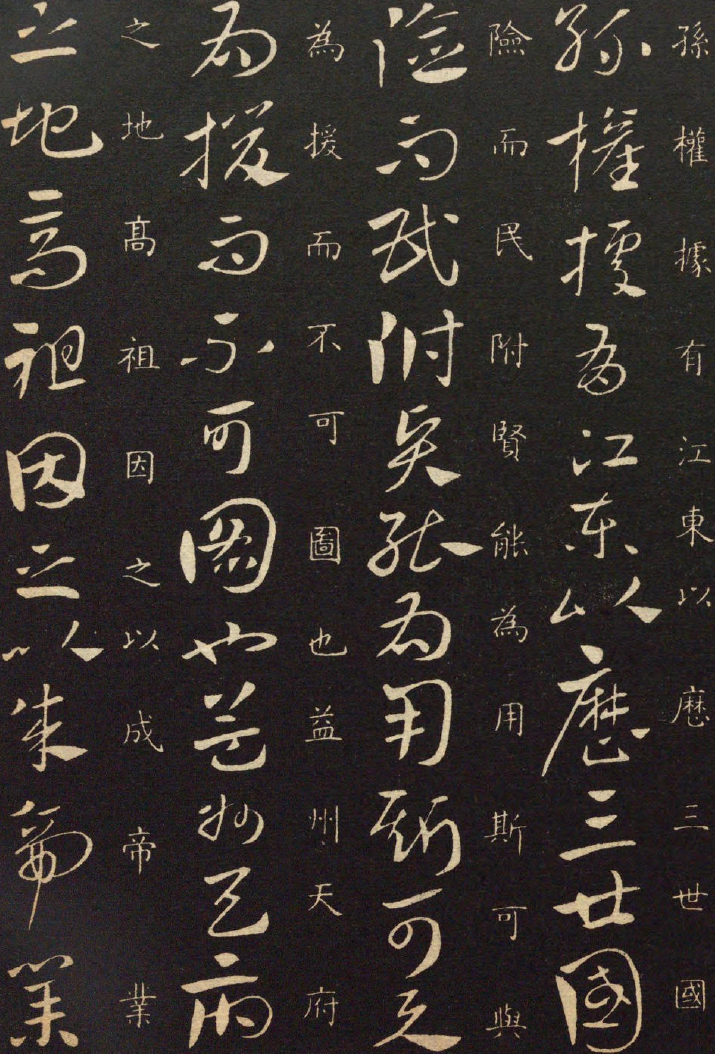 孫權據有江東以歷三世國
孫權據有江東以歷三世國
險而民附賢能為用斯可與
險而民附賢能為用斯可與
為援而不可圖也益州天府
為援而不可圖也益州天府
之地高祖因之以成帝業
之地髙祖因之以成帝業